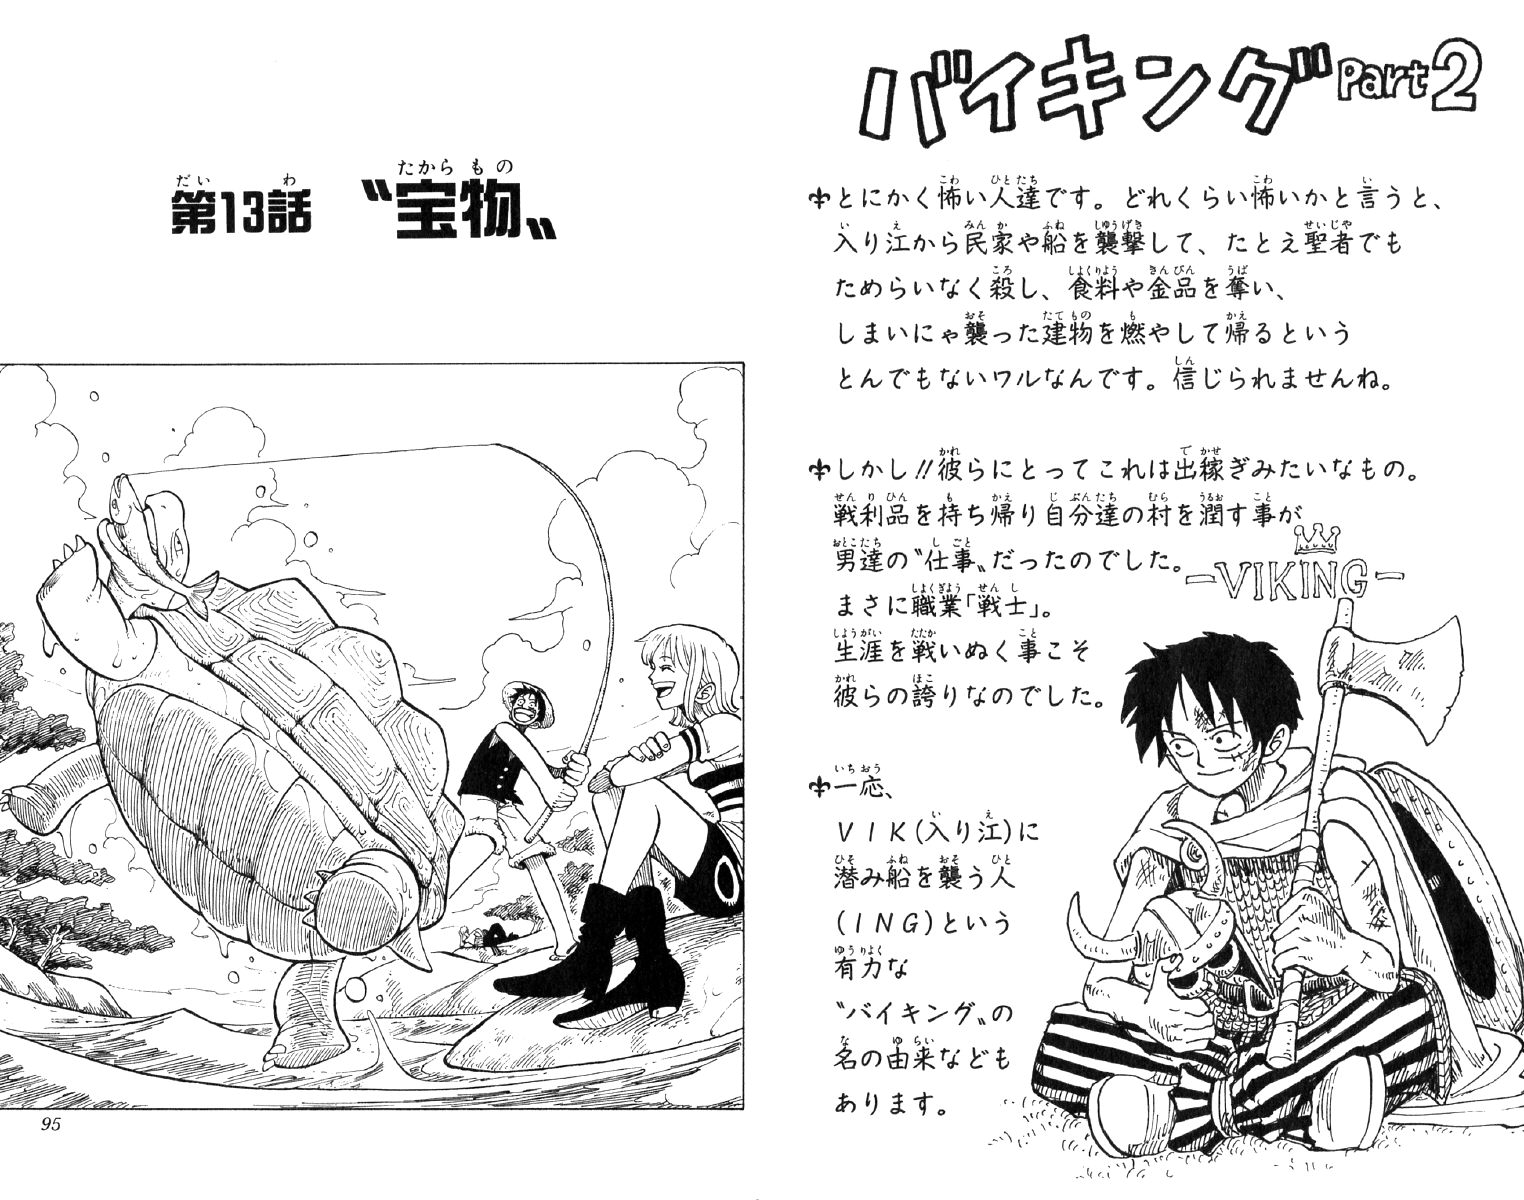 バイキング Part2
とにかく怖い人達です。どれくらい怖いかと言うと、
入り江から民家や船を襲撃して、たとえ聖者でも
ためらいなく殺し、食料や金品を奪い、
しまいにゃ襲った建物を燃やして帰るという
とんでもないワルなんです。信じられませんね。
しかし!!彼らにとってこれは出稼ぎみたいなもの。
戦利品を持ち帰り自分達の村を潤す事が
男達の〝仕事〟だったのでした。
まさに職業「戦士」。
生涯を戦いぬく事こそ
彼らの誇りなのでした。
-VIKING-
一応、
VIK(入り江)に
潜み船を襲う人
(ING)という
有力な
〝バイキング〟の
名の由来なども
あります。
第13話 〝宝物〟
95